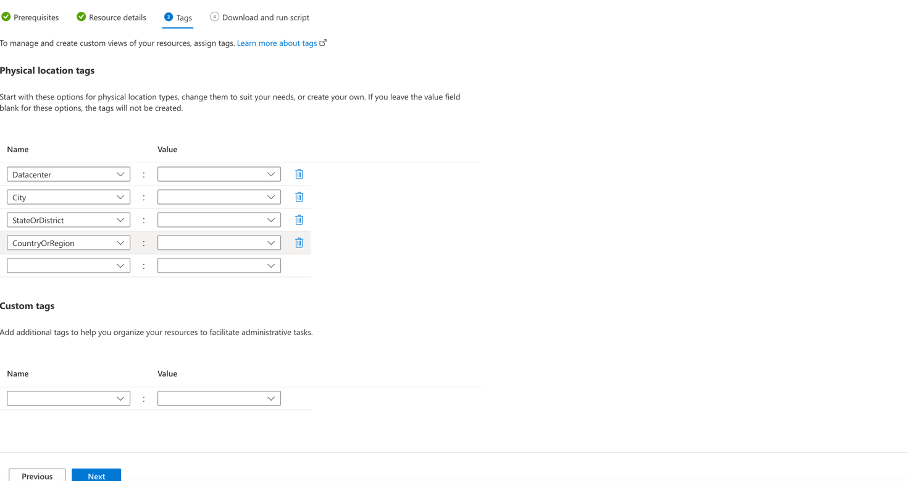 Prerequisites Resource details 3 Tags 4 Download and run script
To manage and create custom views of your resources, assign tags. Learn more about tags
Physical location tags
Start with these options for physical location types, change them to suit your needs, or create your own. If you leave the value field
blank for these options, the tags will not be created.
Name Value
Datacenter :
City :
StateOrDistrict :
CountryOrRegion :
:
Custom tags
Add additional tags to help you organize your resources to facilitate administrative tasks.
Name Value
:
Previous Next